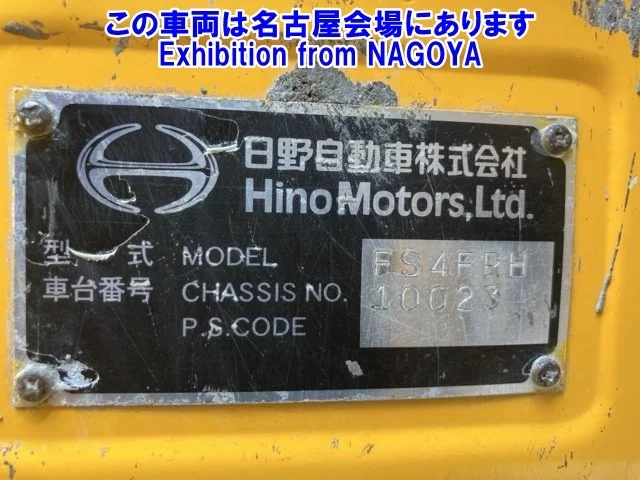 この車両は名古屋会場にあります
Exhibition from NAGOYA
日野自動車株式会社
Hino Motors, Ltd.
型式 MODEL FS4FRH
車台番号 CHASSIS NO. 10023
P.S.CODE